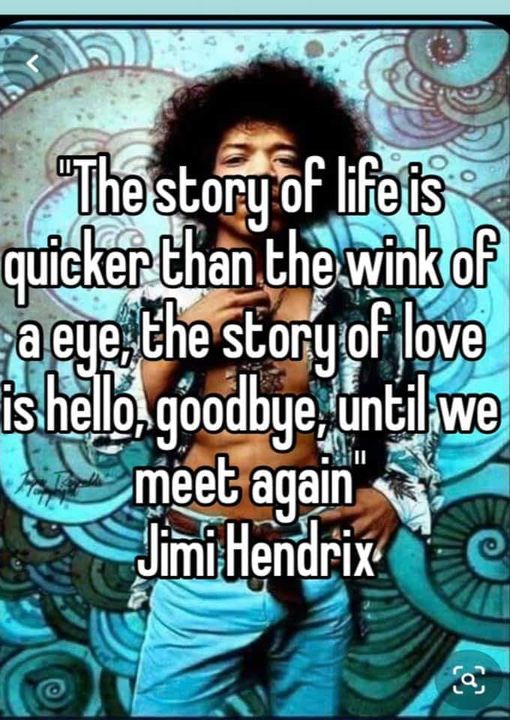 "The story of life is
quicker than the wink of
a eye, the story of love
is hello, goodbye, until we
meet again"
Jimi Hendrix